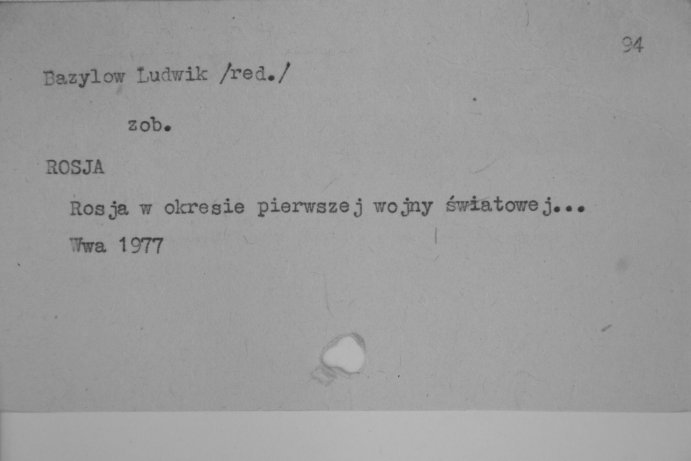 94
Bazylow Ludwik /red./
zob.
ROSJA
Rosja w okresie pierwszej wojny światowej...
Wwa 1977